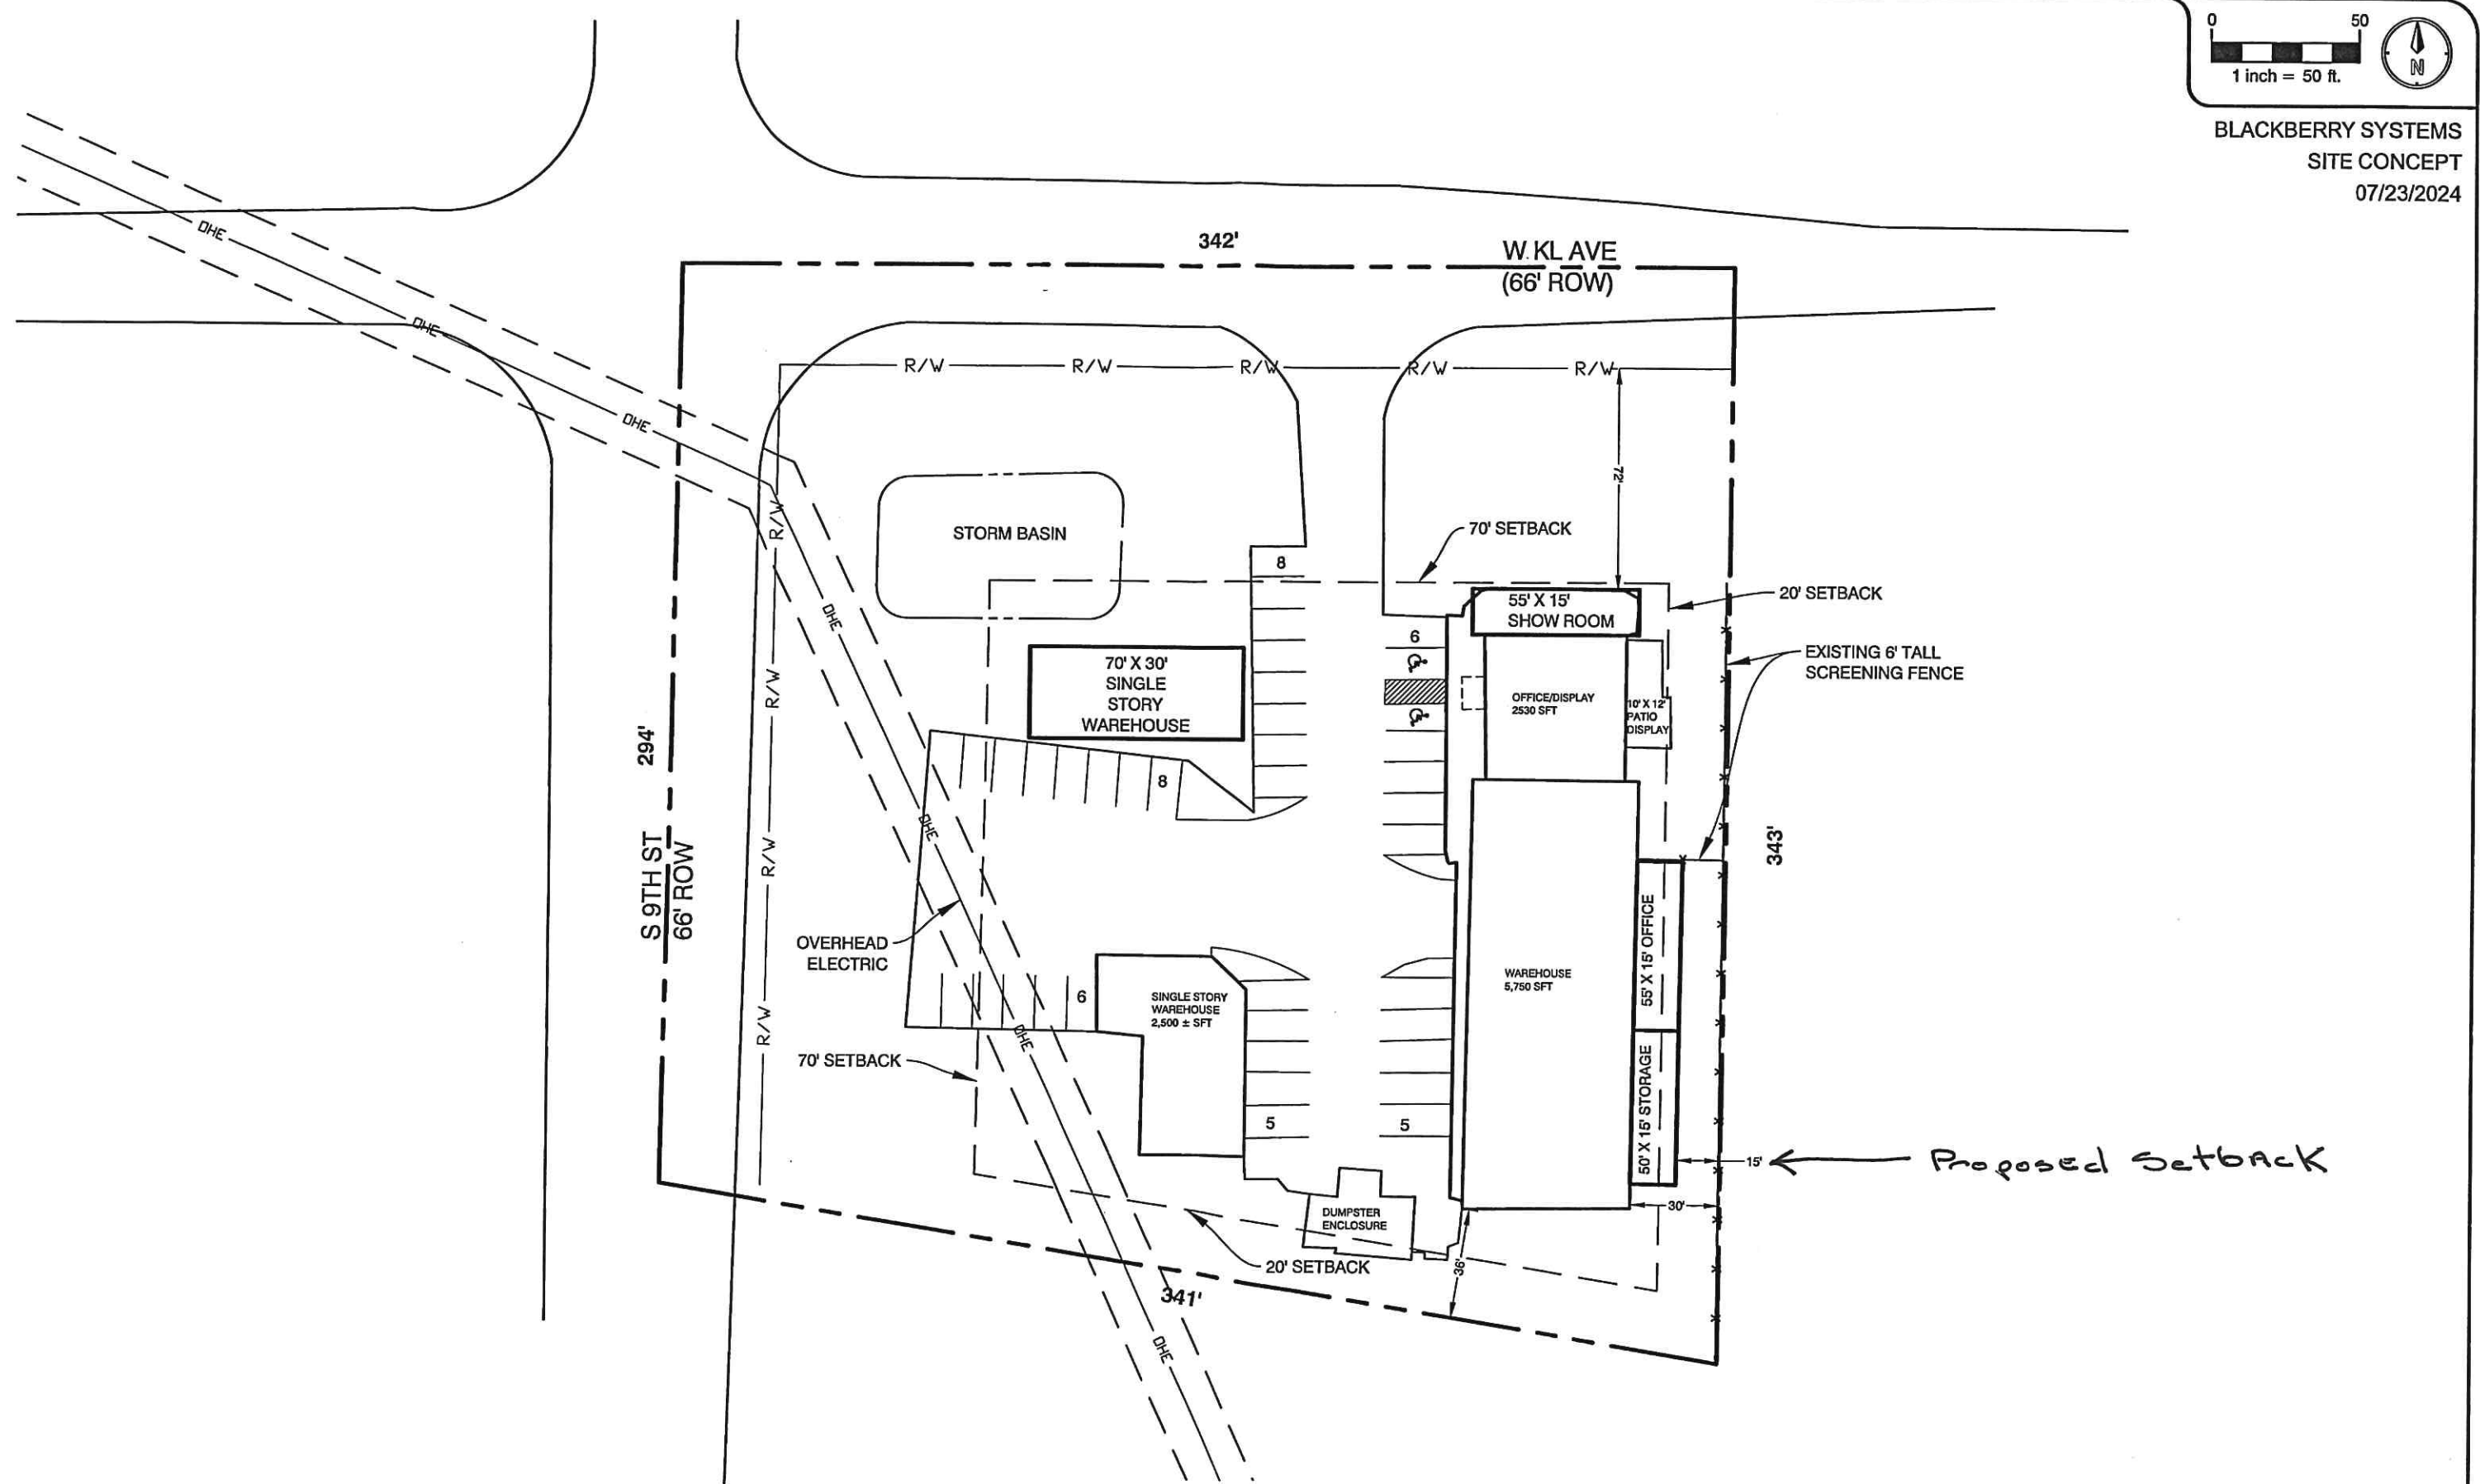 0 50
1 inch = 50 ft.
N
BLACKBERRY SYSTEMS
SITE CONCEPT
07/23/2024
342'
W. KL AVE
(66' ROW)
OHE
OHE
OHE
R/W
R/W
R/W
R/W
R/W
72'
R/W
STORM BASIN
70' SETBACK
8
20' SETBACK
55' X 15'
SHOW ROOM
OHE
6
EXISTING 6' TALL
SCREENING FENCE
70' X 30'
SINGLE
STORY
WAREHOUSE
R/W
OFFICE/DISPLAY
2530 SFT
10' X 12'
PATIO
DISPLAY
294'
8
OHE
343'
R/W
S 9TH ST
66' ROW
OVERHEAD
ELECTRIC
55' X 15' OFFICE
WAREHOUSE
5,750 SFT
6
SINGLE STORY
WAREHOUSE
2,500 ± SFT
R/W
OHE
70' SETBACK
50' X 15' STORAGE
5
5
15'
Proposed Setback
30'
DUMPSTER
ENCLOSURE
20' SETBACK
36'
341'
OHE